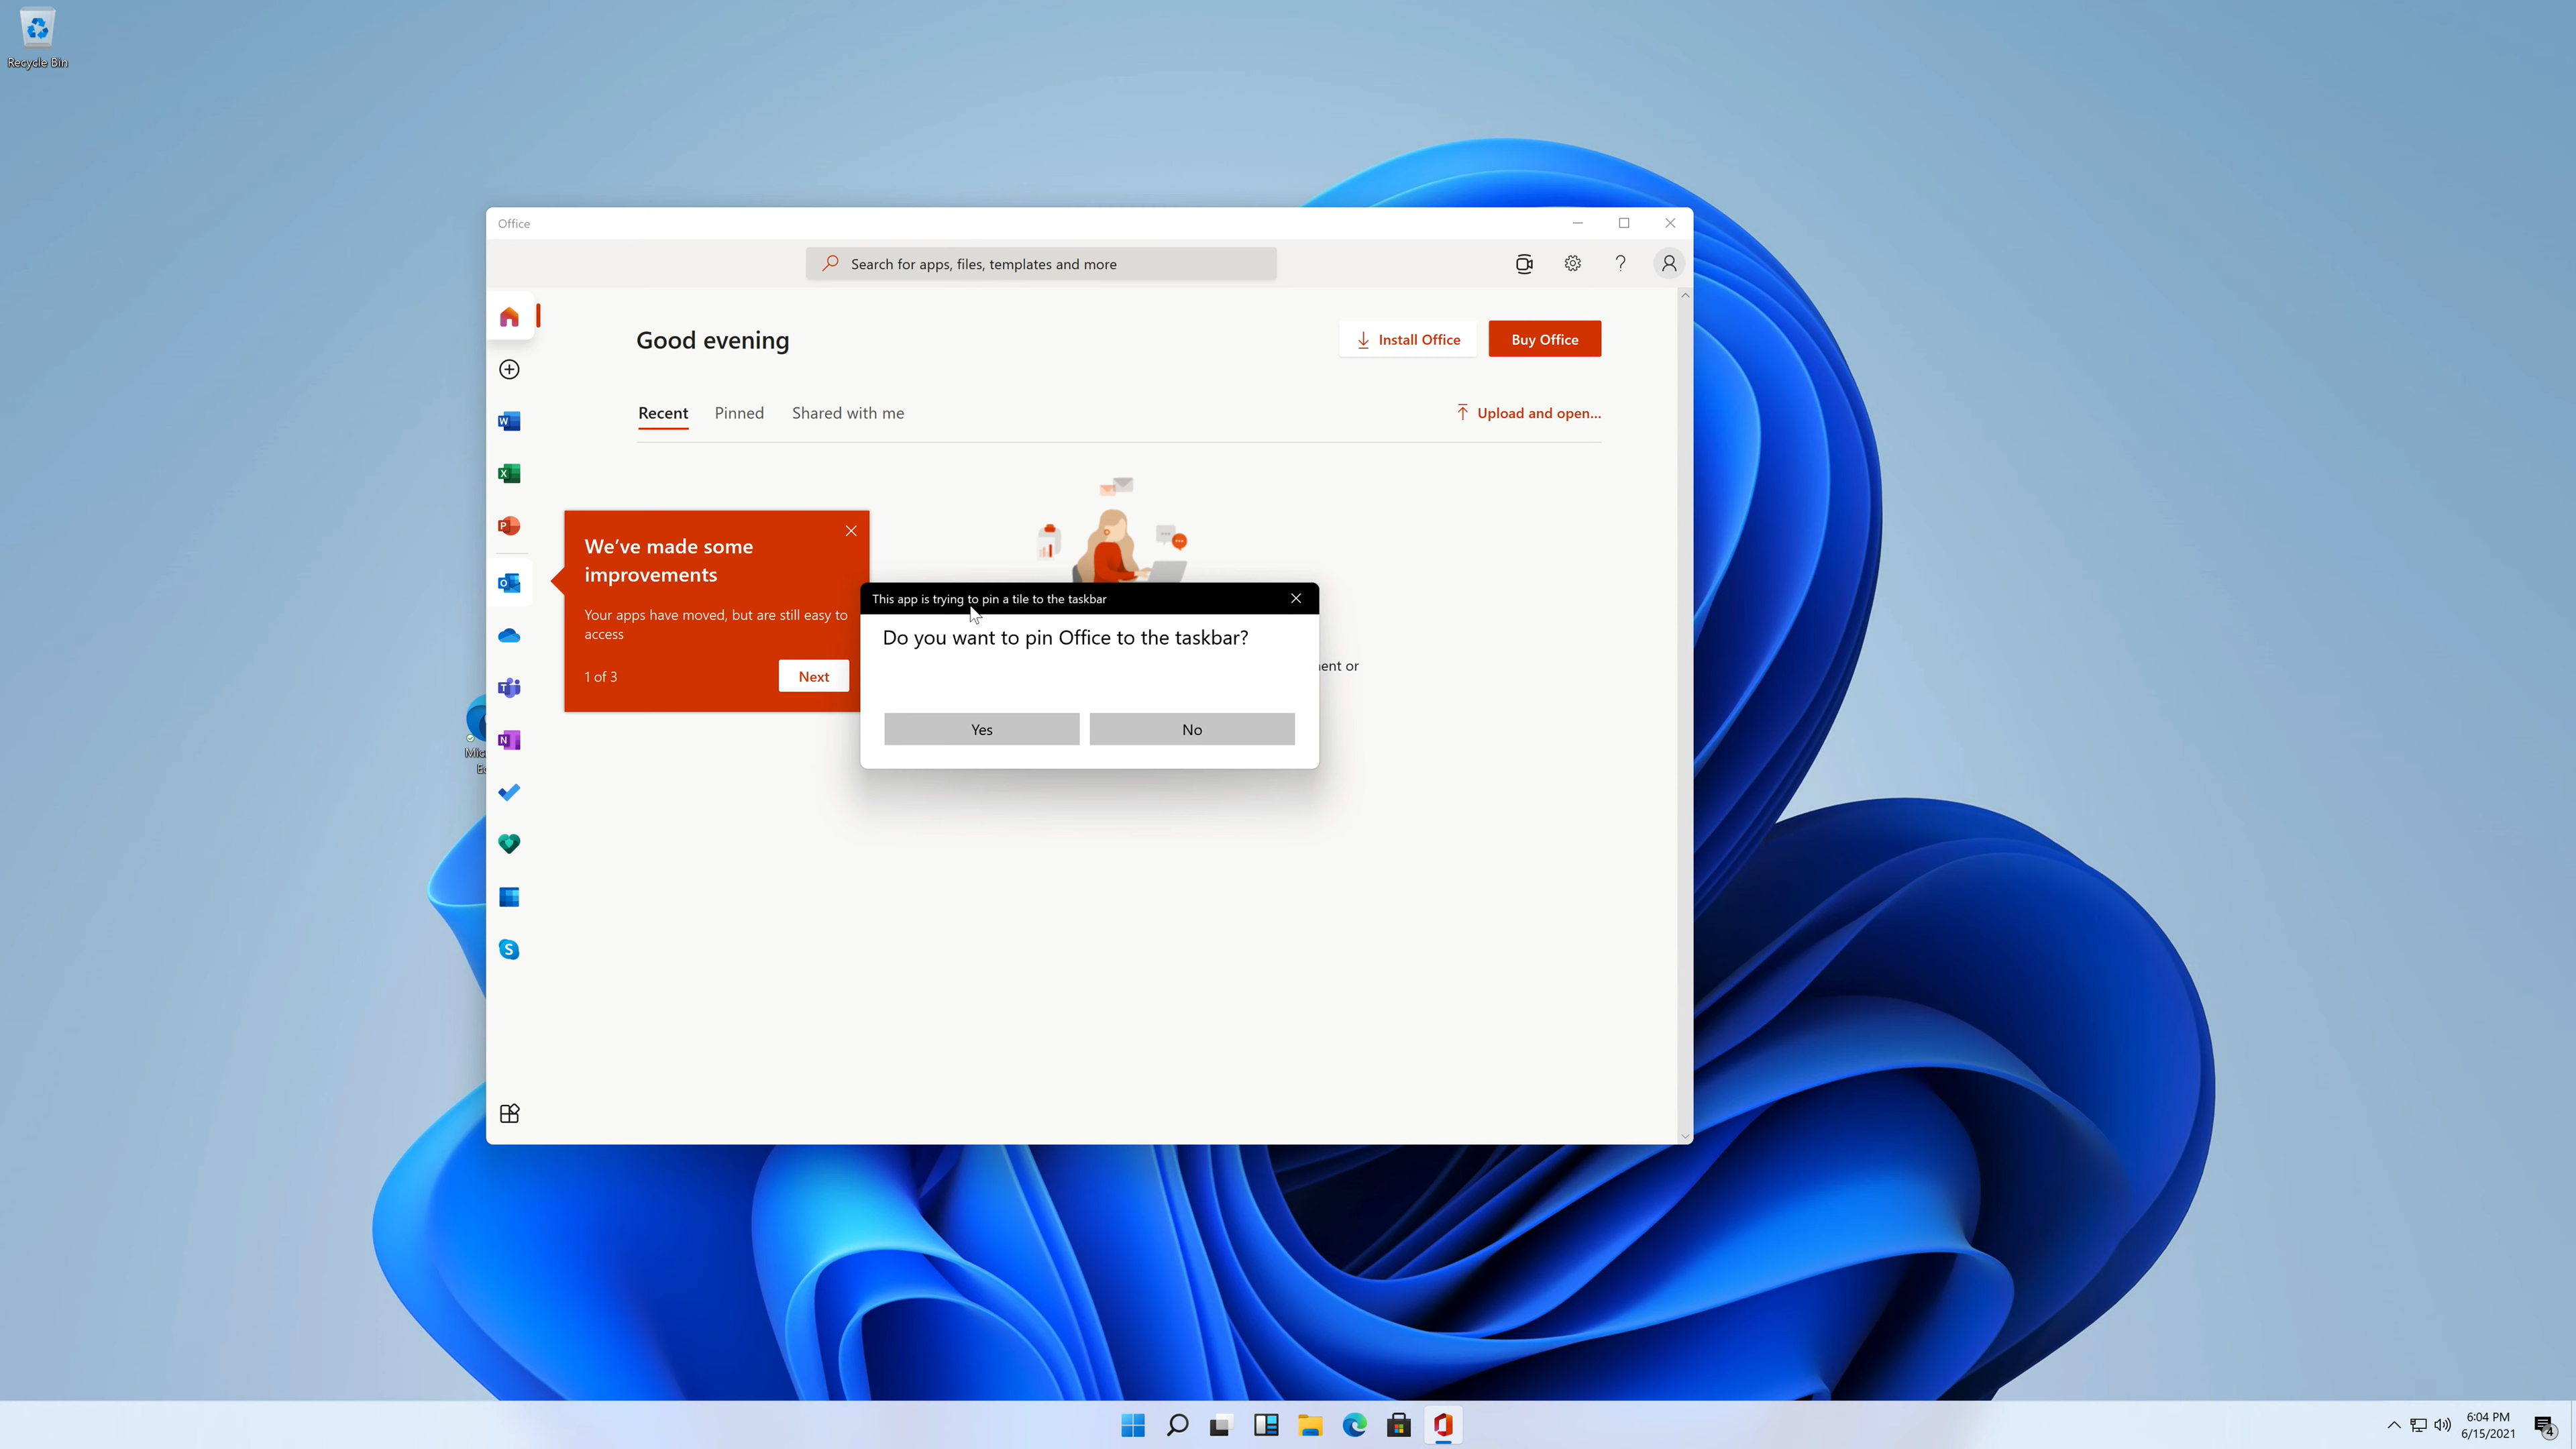 Recycle Bin
Office
Search for apps, files, templates and more
Good evening
Install Office
Buy Office
Recent
Pinned
Shared with me
Upload and open...
We've made some
improvements
Your apps have moved, but are still easy to
access
1 of 3
Next
This app is trying to pin a tile to the taskbar
Do you want to pin Office to the taskbar?
Yes
No
or
6:04 PM
6/15/2021
4